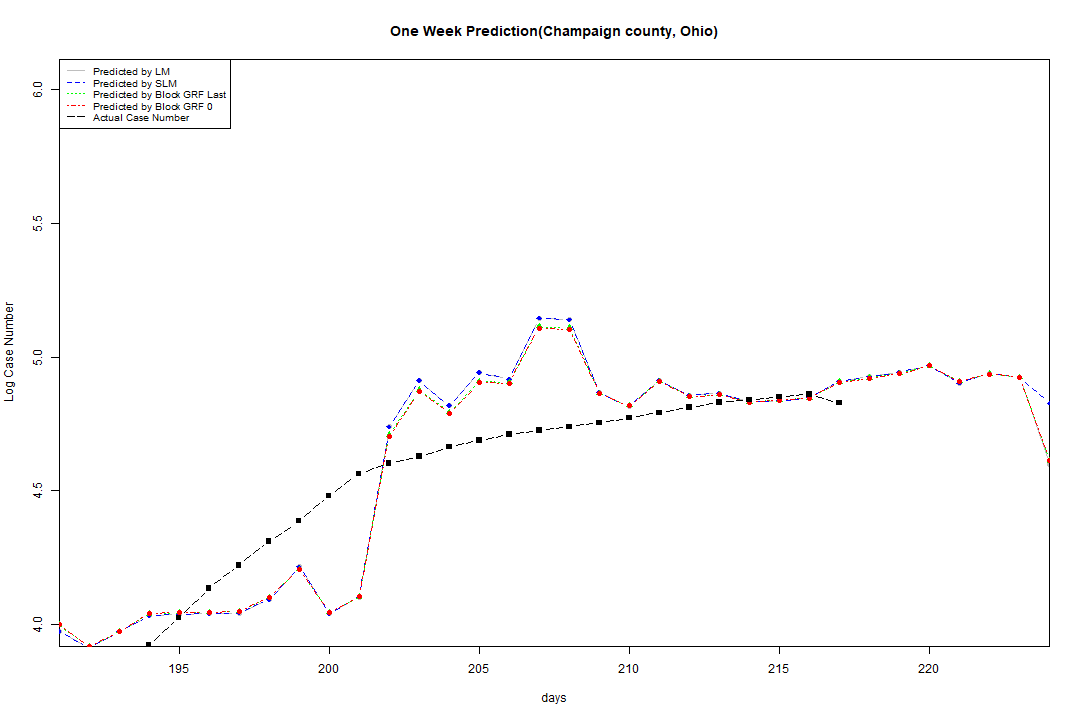 One Week Prediction(Champaign county, Ohio)
Predicted by LM
Predicted by SLM
Predicted by Block GRF Last
Predicted by Block GRF 0
Actual Case Number
6.0
5.5
5.0
4.5
4.0
Log Case Number
195 200 205 210 215 220
days